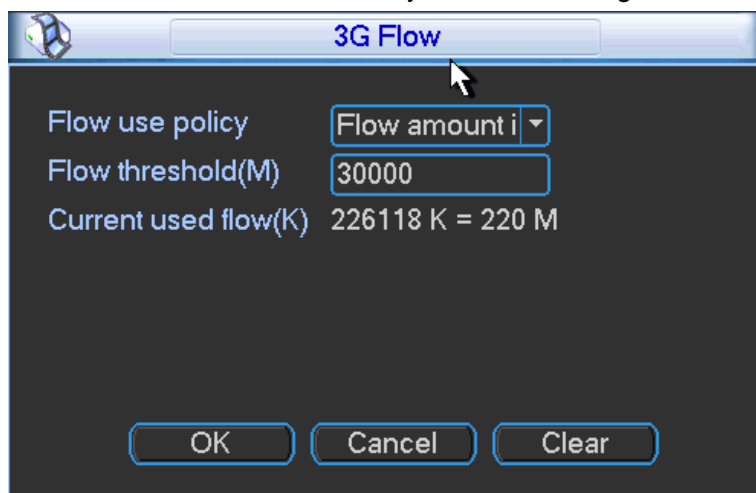 3G Flow
Flow use policy Flow amount i
Flow threshold(M) 30000
Current used flow(K) 226118 K = 220 M
OK Cancel Clear